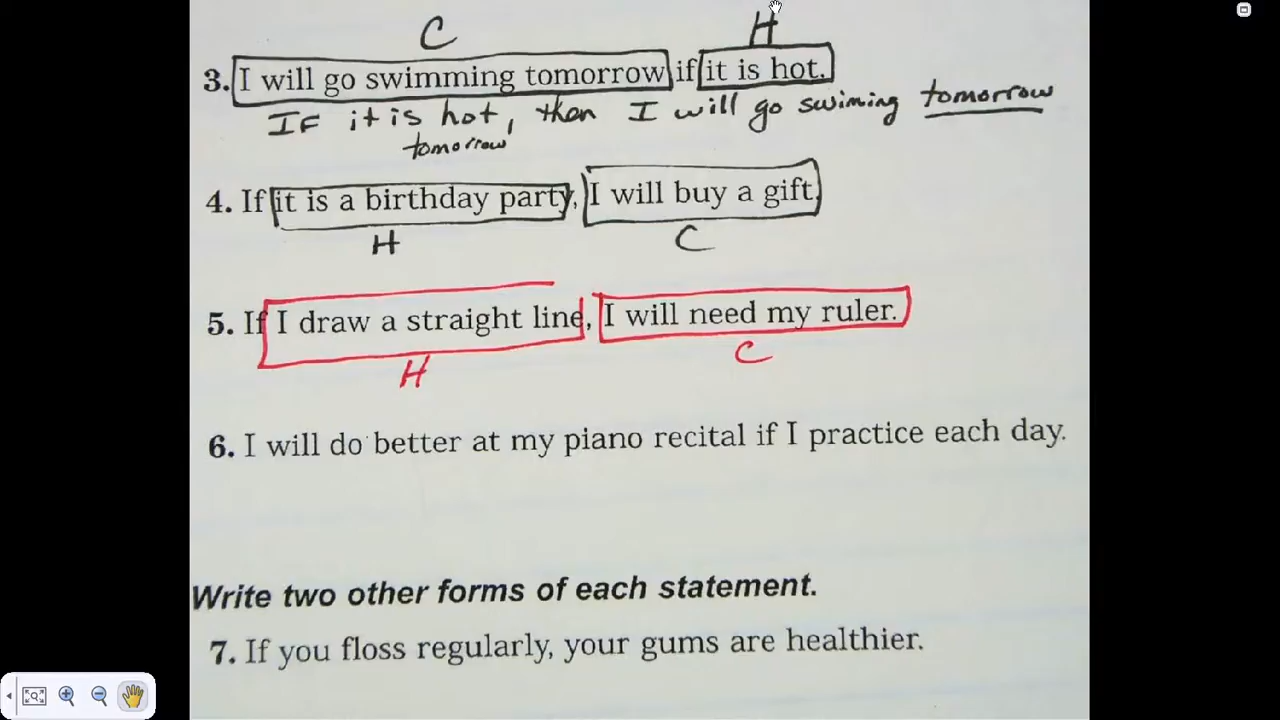 C H
3. I will go swimming tomorrow if it is hot.
IF it is hot, then I will go swiming tomorrow
tomorrow
4. If it is a birthday party, I will buy a gift.
H C
5. If I draw a straight line, I will need my ruler.
H C
6. I will do better at my piano recital if I practice each day.
Write two other forms of each statement.
7. If you floss regularly, your gums are healthier.